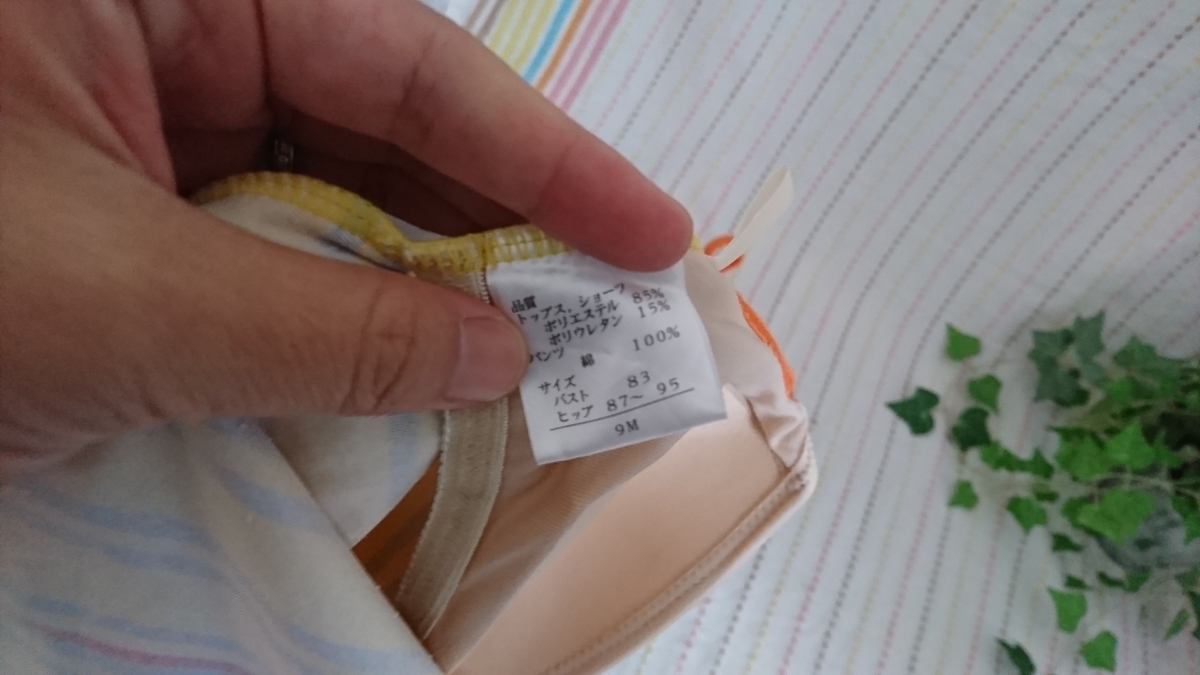 品質
トップス, ショーツ
ポリエステル 85%
ポリウレタン 15%
パンツ
綿 100%
サイズ
バスト 83
ヒップ 87～ 95
9M